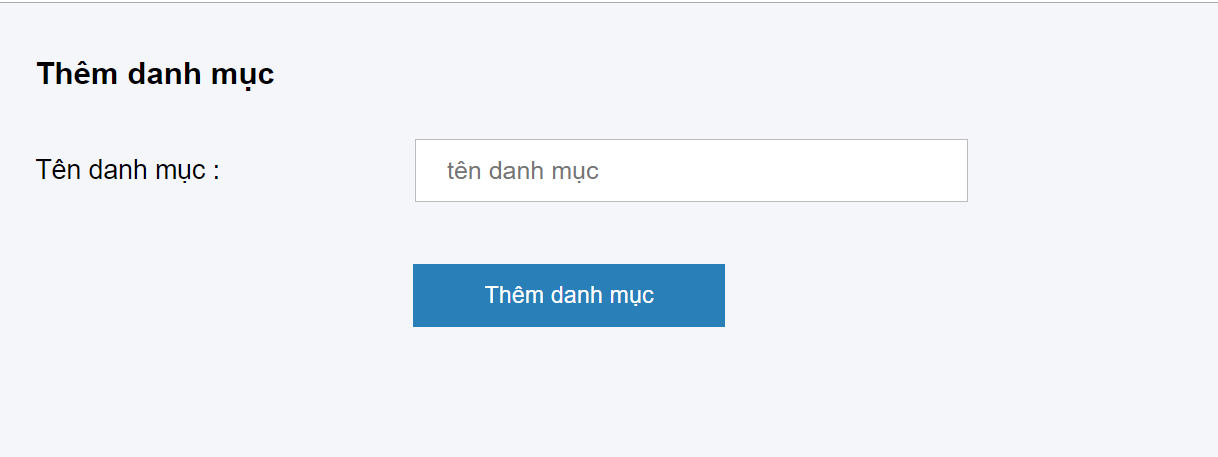 Thêm danh mục
Tên danh mục :
tên danh mục
Thêm danh mục